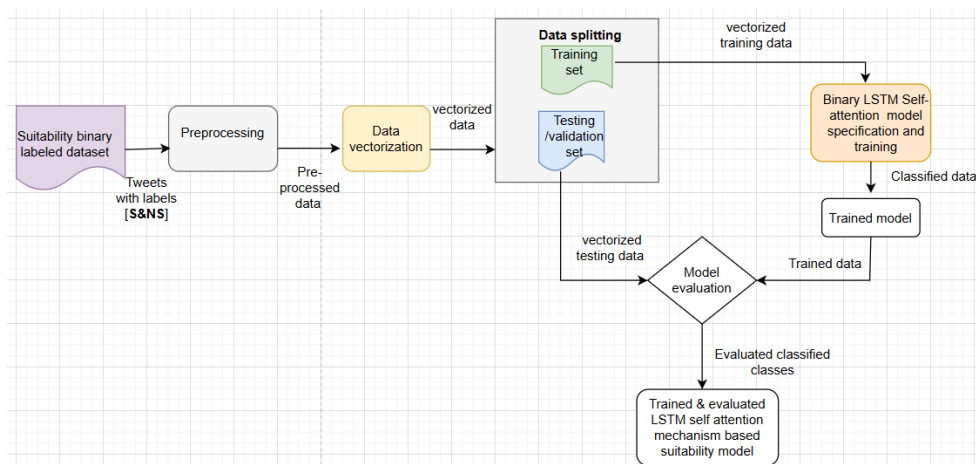 Suitability binary
labeled dataset
Tweets
with labels
[S&NS]
Preprocessing
Pre-
processed
data
Data
vectorization
vectorized
data
Data splitting
Training
set
Testing
/validation
set
vectorized
training data
Binary LSTM Self-
attention model
specification and
training
Classified data
Trained model
Trained data
vectorized
testing data
Model
evaluation
Evaluated classified
classes
Trained & evaluated
LSTM self attention
mechanism based
suitability model